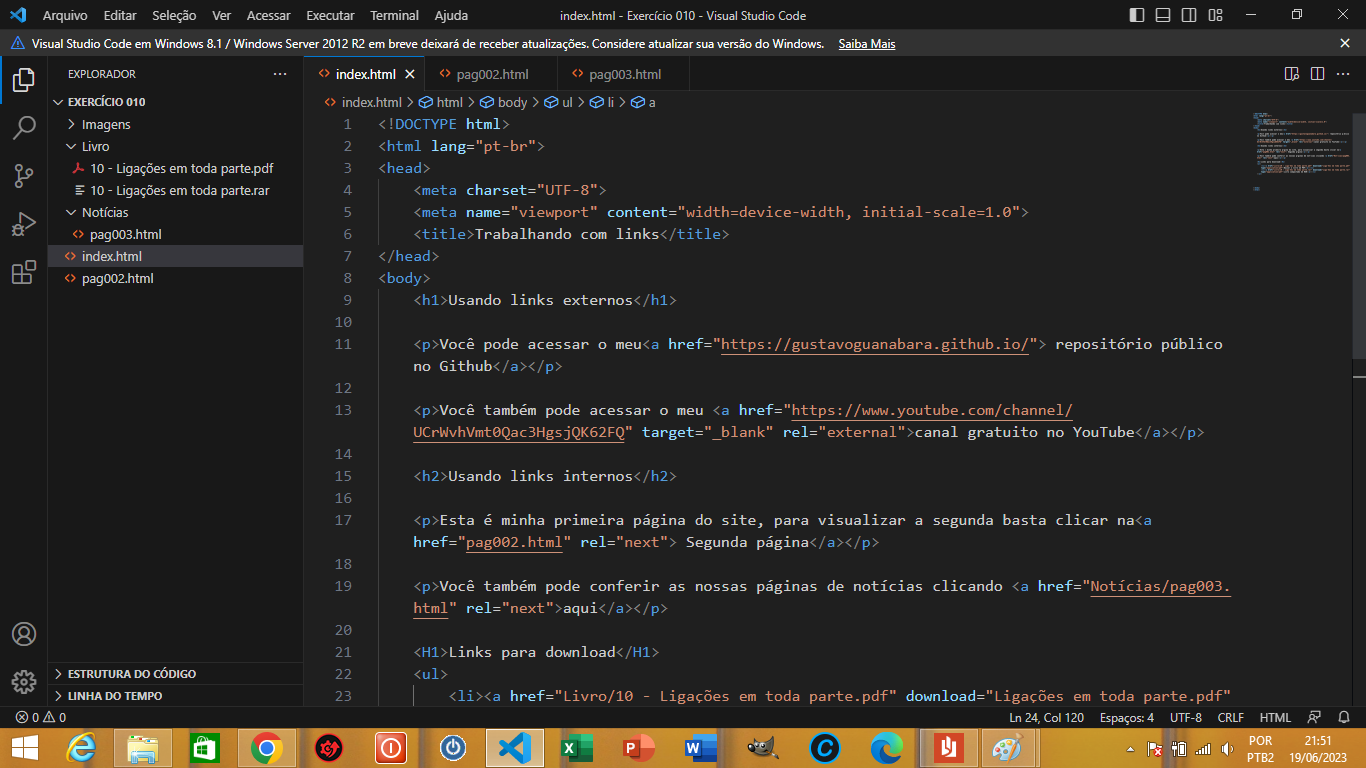 Arquivo Editar Seleção Ver Acessar Executar Terminal Ajuda
index.html - Exercício 010 - Visual Studio Code
Visual Studio Code em Windows 8.1 / Windows Server 2012 R2 em breve deixará de receber atualizações. Considere atualizar sua versão do Windows. Saiba Mais
EXPLORADOR
EXERCÍCIO 010
Imagens
Livro
10 - Ligações em toda parte.pdf
10 - Ligações em toda parte.rar
Notícias
pag003.html
index.html
pag002.html
ESTRUTURA DO CÓDIGO
LINHA DO TEMPO
index.html pag002.html pag003.html
index.html > html > body > ul > li > a
1 <!DOCTYPE html>
2 <html lang="pt-br">
3 <head>
4 <meta charset="UTF-8">
5 <meta name="viewport" content="width=device-width, initial-scale=1.0">
6 <title>Trabalhando com links</title>
7 </head>
8 <body>
9 <h1>Usando links externos</h1>
10
11 <p>Você pode acessar o meu<a href="https://gustavoguanabara.github.io/"> repositório público
no Github</a></p>
12
13 <p>Você também pode acessar o meu <a href="https://www.youtube.com/channel/
UCrWvhVmt0Qac3HgsjQK62FQ" target="_blank" rel="external">canal gratuito no YouTube</a></p>
14
15 <h2>Usando links internos</h2>
16
17 <p>Esta é minha primeira página do site, para visualizar a segunda basta clicar na<a
href="pag002.html" rel="next"> Segunda página</a></p>
18
19 <p>Você também pode conferir as nossas páginas de notícias clicando <a href="Notícias/pag003.
html" rel="next">aqui</a></p>
20
21 <H1>Links para download</H1>
22 <ul>
23 <li><a href="Livro/10 - Ligações em toda parte.pdf" download="Ligações em toda parte.pdf"
0 0
Ln 24, Col 120 Espaços: 4 UTF-8 CRLF HTML
POR 21:51
PTB2 19/06/2023